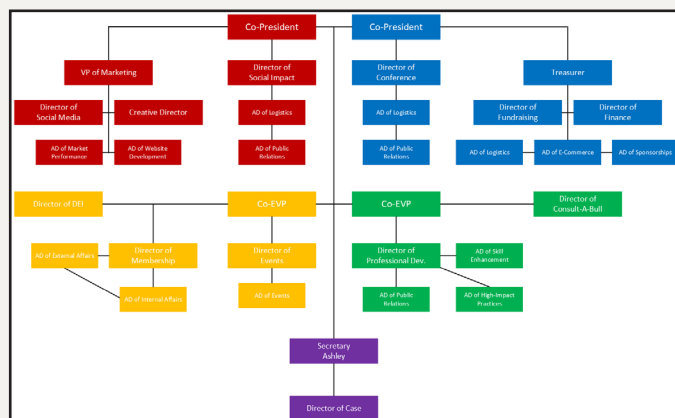 Co-President
Co-President
VP of Marketing
Director of
Social Impact
Director of
Conference
Treasurer
Director of
Social Media
Creative Director
AD of Logistics
AD of Logistics
Director of
Fundraising
Director of
Finance
AD of Market
Performance
AD of Website
Development
AD of Public
Relations
AD of Public
Relations
AD of Logistics
AD of E-Commerce
AD of Sponsorships
Director of DEI
Co-EVP
Co-EVP
Director of
Consult-A-Bull
AD of External Affairs
Director of
Membership
Director of
Events
Director of
Professional Dev.
AD of Skill
Enhancement
AD of Internal Affairs
AD of Events
AD of Public
Relations
AD of High-Impact
Practices
Secretary
Ashley
Director of Case